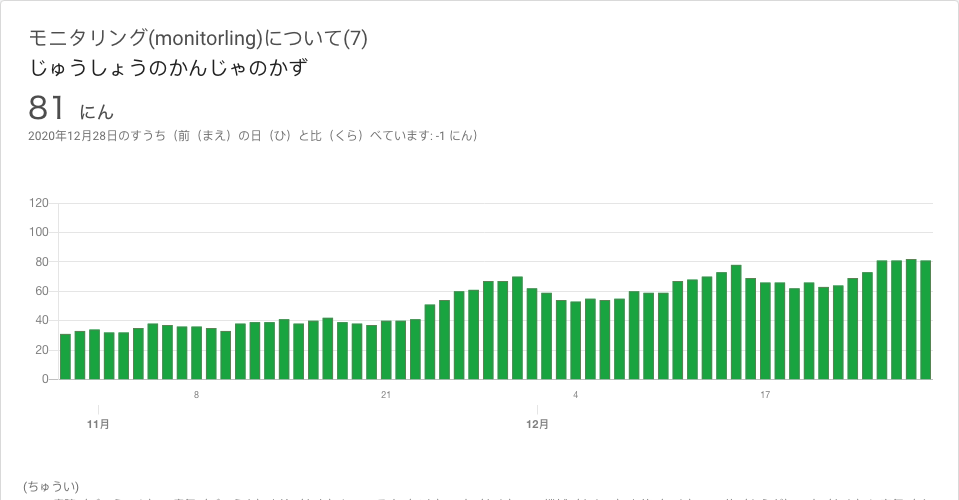 モニタリング(monitorling)について(7)
じゅうしょうのかんじゃのかず
81 にん
2020年12月28日のすうち（前（まえ）の日（ひ）と比（くら）べています: -1 にん）
120
100
80
60
40
20
0
8 21 4 17
11月 12月
(ちゅうい)